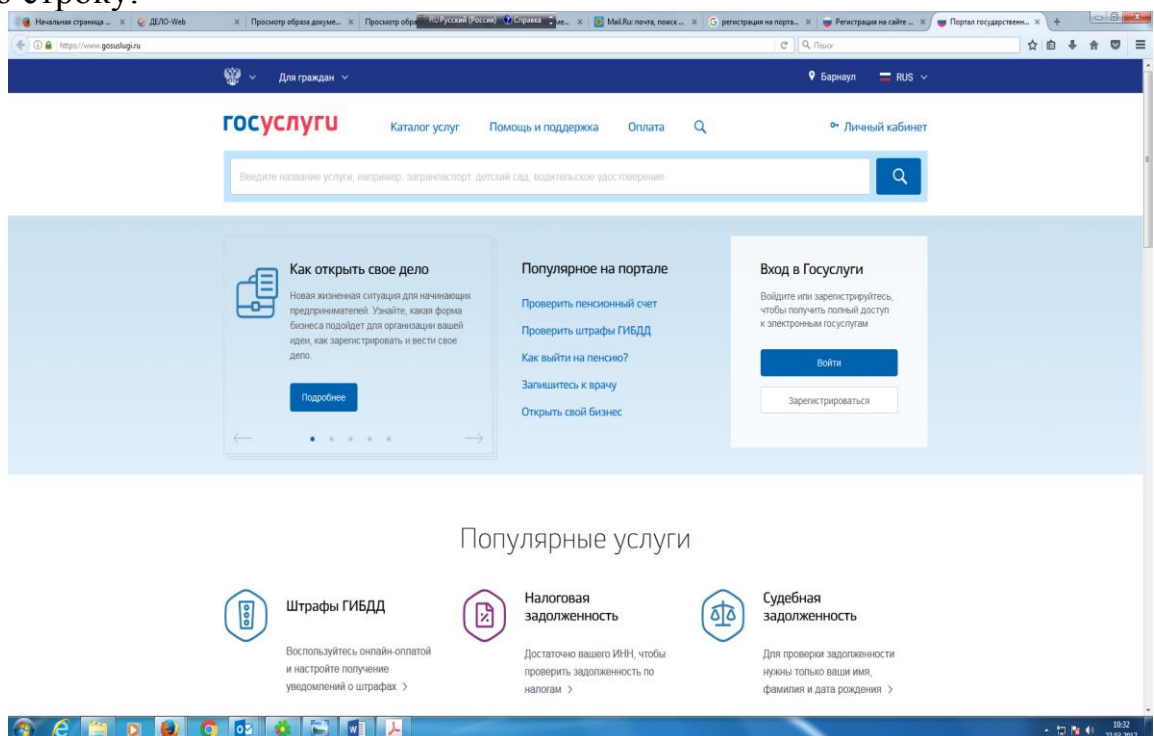 строку.
Начальная страница ...
ДЕЛО-Web
Просмотр образа докуме...
Просмотр обра
RU Русский (Россия)
Справка
Mail.Ru: почта, поиск ...
регистрация на порта...
Регистрация на сайте ...
Портал государственн...
https://www.gosuslugi.ru
Поиск
Для граждан
Барнаул
RUS
госуслуги
Каталог услуг
Помощь и поддержка
Оплата
Личный кабинет
Введите название услуги, например: загранпаспорт, детский сад, водительское удостоверение
Как открыть свое дело
Новая жизненная ситуация для начинающих
предпринимателей. Узнайте, какая форма
бизнеса подойдет для организации вашей
идеи, как зарегистрировать и вести свое
дело.
Подробнее
Популярное на портале
Проверить пенсионный счет
Проверить штрафы ГИБДД
Как выйти на пенсию?
Запишитесь к врачу
Открыть свой бизнес
Вход в Госуслуги
Войдите или зарегистрируйтесь,
чтобы получить полный доступ
к электронным госуслугам
Войти
Зарегистрироваться
Популярные услуги
Штрафы ГИБДД
Воспользуйтесь онлайн-оплатой
и настройте получение
уведомлений о штрафах >
Налоговая
задолженность
Достаточно вашего ИНН, чтобы
проверить задолженность по
налогам >
Судебная
задолженность
Для проверки задолженности
нужны только ваши имя,
фамилия и дата рождения >
10:32